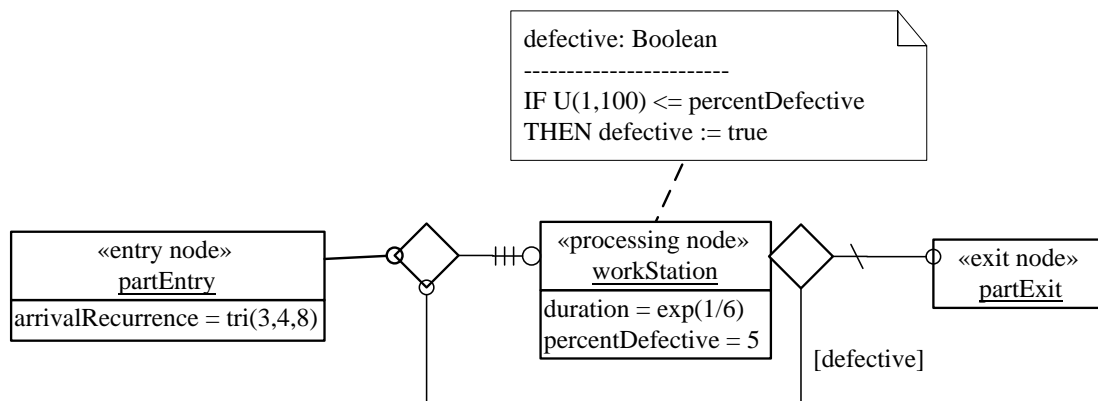 defective: Boolean
------------------------
IF U(1,100) <= percentDefective
THEN defective := true
«entry node»
partEntry
arrivalRecurrence = tri(3,4,8)
«processing node»
workStation
duration = exp(1/6)
percentDefective = 5
«exit node»
partExit
[defective]